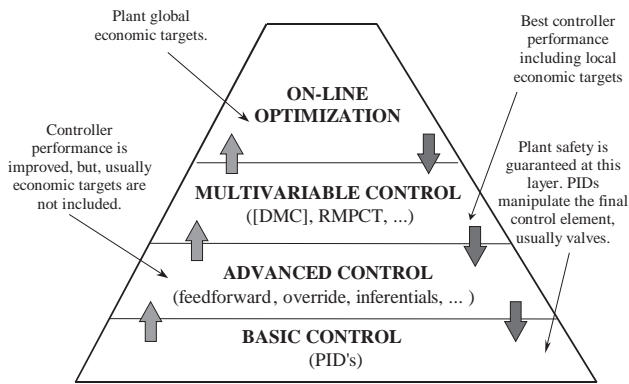 Plant global
economic targets.
Best controller
performance
including local
economic targets
ON-LINE
OPTIMIZATION
Controller
performance is
improved, but, usually
economic targets are
not included.
Plant safety is
guaranteed at this
layer. PIDs
manipulate the final
control element,
usually valves.
MULTIVARIABLE CONTROL
([DMC], RMPCT, ...)
ADVANCED CONTROL
(feedforward, override, inferentials, ... )
BASIC CONTROL
(PID's)